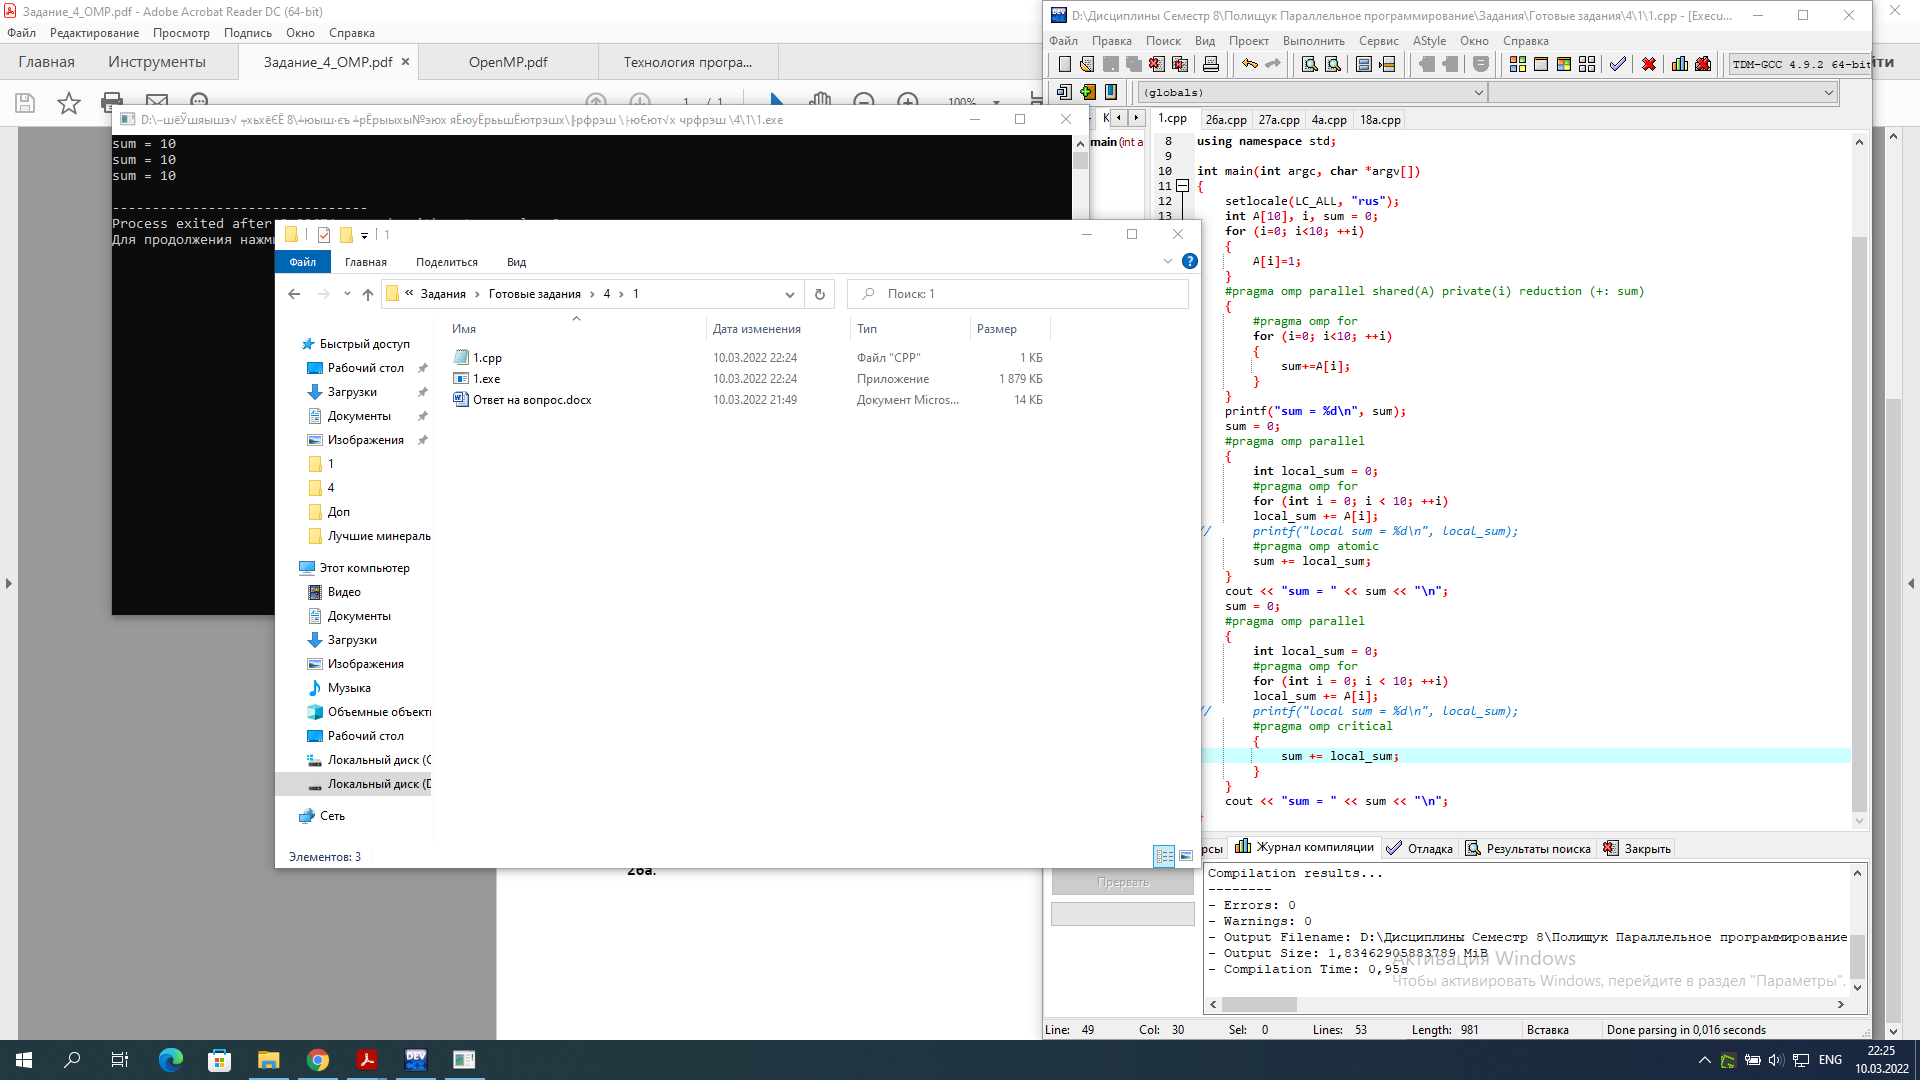 Задание_4_OMP.pdf - Adobe Acrobat Reader DC (64-bit)
Файл Редактирование Просмотр Подпись Окно Справка
Главная Инструменты Задание_4_OMP.pdf OpenMP.pdf Технология програ...
1 / 1 100%
sum = 10
sum = 10
sum = 10
--------------------------------
Process exited after
Для продолжения нажми
1
Файл Главная Поделиться Вид
« Задания › Готовые задания › 4 › 1
Поиск: 1
Имя Дата изменения Тип Размер
1.cpp 10.03.2022 22:24 Файл "CPP" 1 КБ
1.exe 10.03.2022 22:24 Приложение 1 879 КБ
Ответ на вопрос.docx 10.03.2022 21:49 Документ Micros... 14 КБ
Быстрый доступ
Рабочий стол
Загрузки
Документы
Изображения
1
4
Доп
Лучшие минераль
Этот компьютер
Видео
Документы
Загрузки
Изображения
Музыка
Объемные объекты
Рабочий стол
Локальный диск (C
Локальный диск (D
Сеть
Элементов: 3
26а.
D:\Дисциплины Семестр 8\Полищук Параллельное программирование\Задания\Готовые задания\4\1\1.cpp - [Execu...
Файл Правка Поиск Вид Проект Выполнить Сервис AStyle Окно Справка
TDM-GCC 4.9.2 64-bit
йти
(globals)
К
main (int a
1.cpp 26a.cpp 27a.cpp 4a.cpp 18a.cpp
8 using namespace std;
9
10 int main(int argc, char *argv[])
11 {
12 setlocale(LC_ALL, "rus");
13 int A[10], i, sum = 0;
for (i=0; i<10; ++i)
{
A[i]=1;
}
#pragma omp parallel shared(A) private(i) reduction (+: sum)
{
#pragma omp for
for (i=0; i<10; ++i)
{
sum+=A[i];
}
}
printf("sum = %d\n", sum);
sum = 0;
#pragma omp parallel
{
int local_sum = 0;
#pragma omp for
for (int i = 0; i < 10; ++i)
local_sum += A[i];
// printf("local sum = %d\n", local_sum);
#pragma omp atomic
sum += local_sum;
}
cout << "sum = " << sum << "\n";
sum = 0;
#pragma omp parallel
{
int local_sum = 0;
#pragma omp for
for (int i = 0; i < 10; ++i)
local_sum += A[i];
// printf("local sum = %d\n", local_sum);
#pragma omp critical
{
sum += local_sum;
}
}
cout << "sum = " << sum << "\n";
рсы Журнал компиляции Отладка Результаты поиска Закрыть
Прервать
Compilation results...
--------
- Errors: 0
- Warnings: 0
- Output Filename: D:\Дисциплины Семестр 8\Полищук Параллельное программирование
- Output Size: 1,83462905883789 MiB
- Compilation Time: 0,95s
Активация Windows
Чтобы активировать Windows, перейдите в раздел "Параметры".
Line: 49 Col: 30 Sel: 0 Lines: 53 Length: 981 Вставка Done parsing in 0,016 seconds
DEV
ENG
22:25
10.03.2022